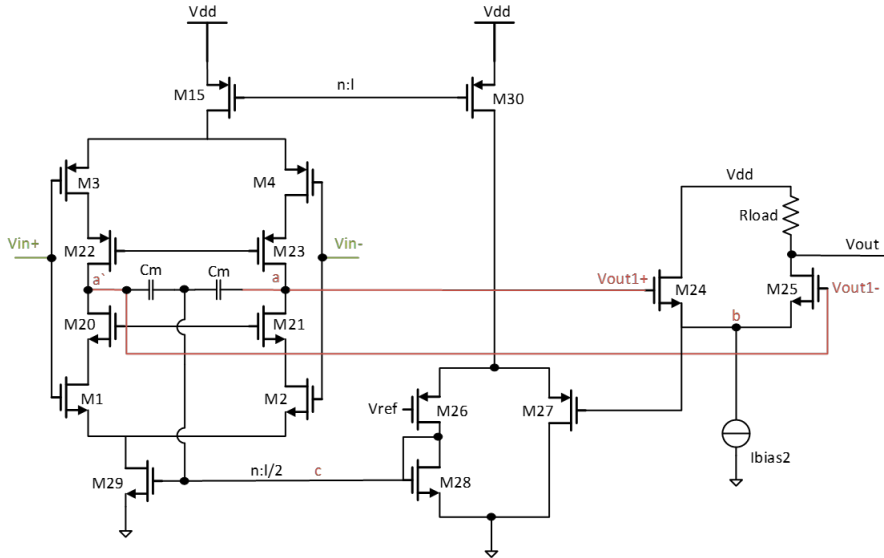 Vdd
Vdd
M15
n:l
M30
M3
M4
Vdd
Rload
Vin+
M22
M23
Vin-
Vout
Cm
Cm
a`
a
Vout1+
M24
M25
Vout1-
M20
M21
b
M1
M2
Vref
M26
M27
M29
n:l/2
c
M28
Ibias2